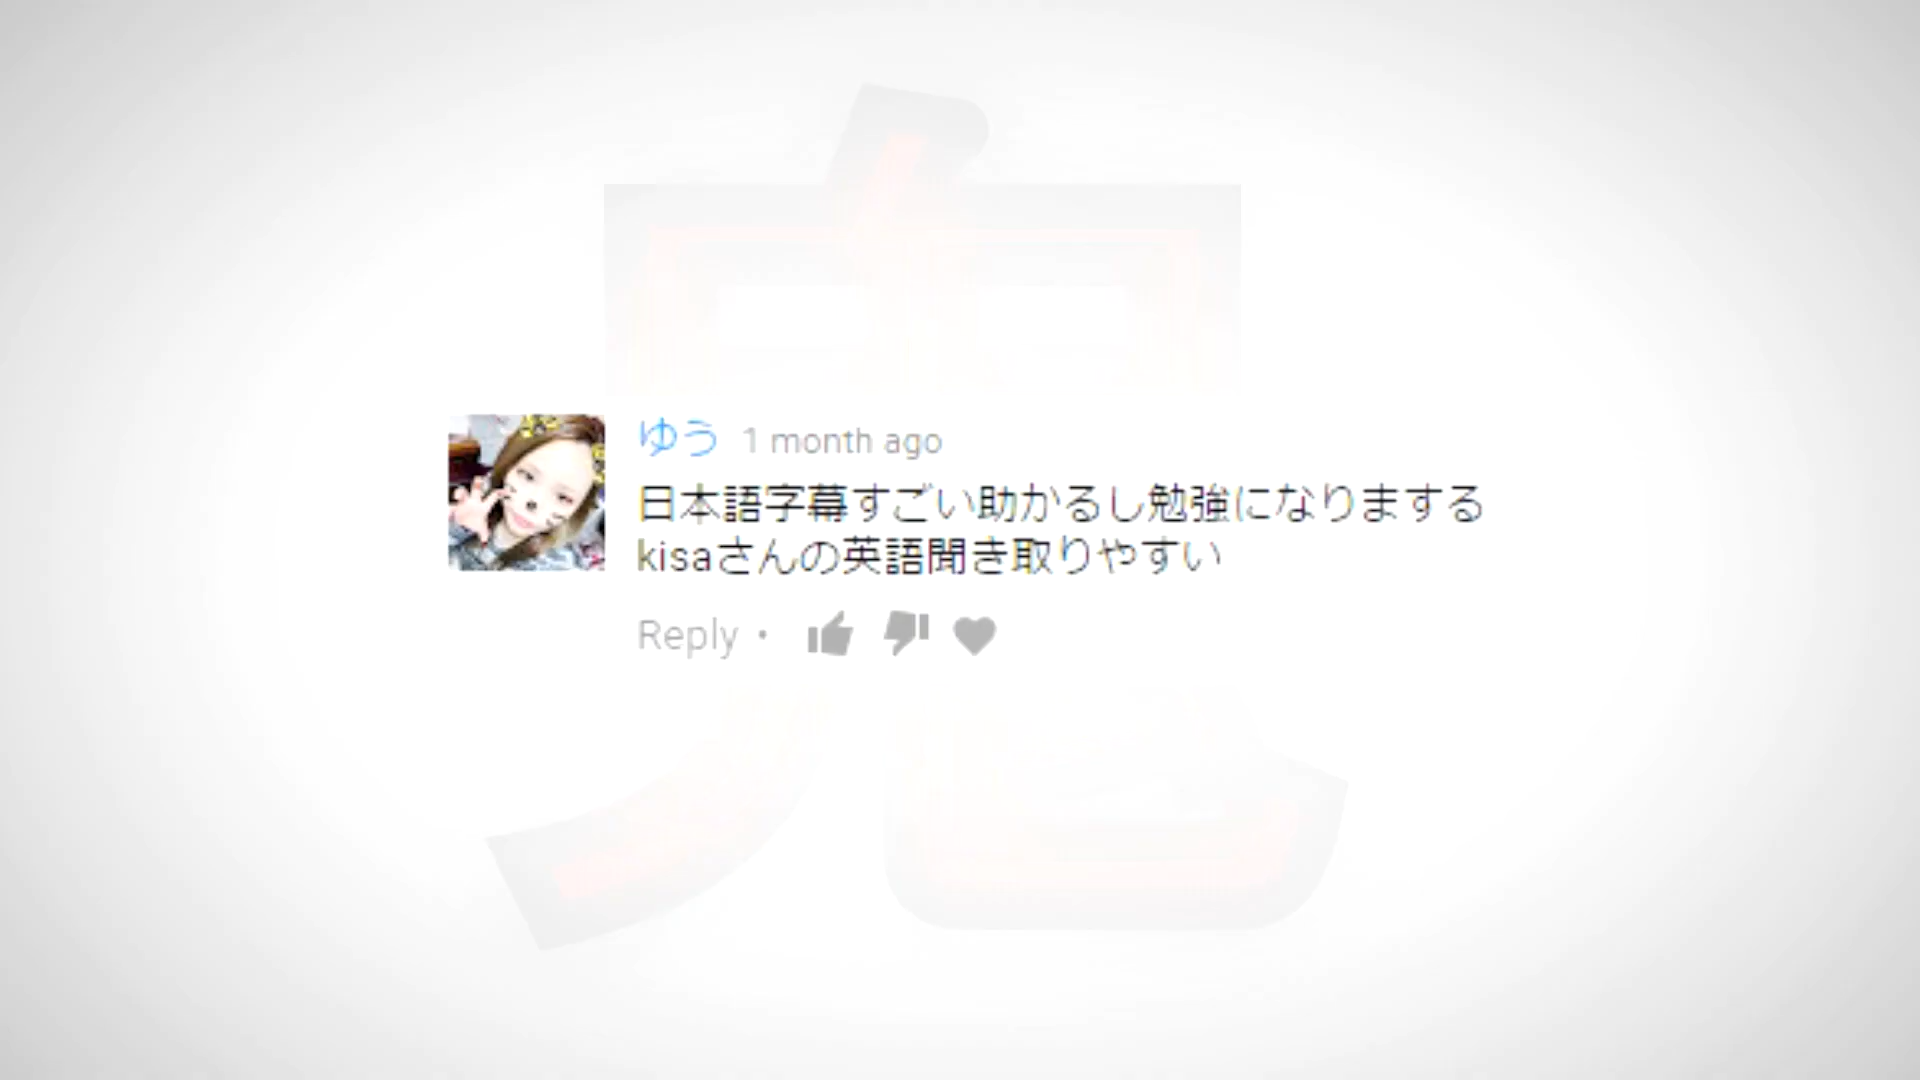 ゆう 1 month ago
日本語字幕すごい助かるし勉強になりまする
kisaさんの英語聞き取りやすい
Reply •